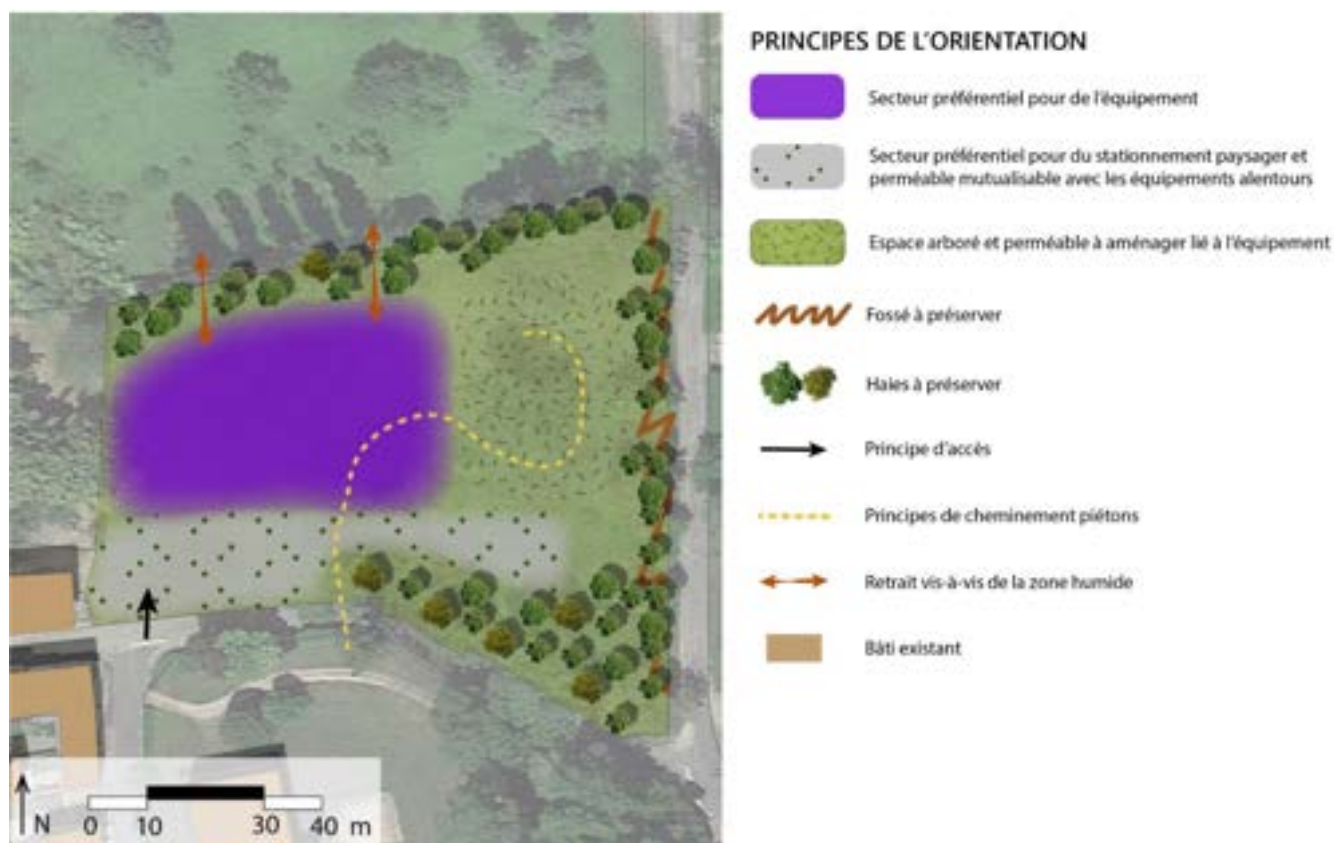 PRINCIPES DE L'ORIENTATION
Secteur préférentiel pour de l'équipement
Secteur préférentiel pour du stationnement paysager et
perméable mutualisable avec les équipements alentours
Espace arboré et perméable à aménager lié à l'équipement
Fossé à préserver
Haies à préserver
Principe d'accès
Principes de cheminement piétons
Retrait vis-à-vis de la zone humide
Bâti existant
N 0 10 30 40 m